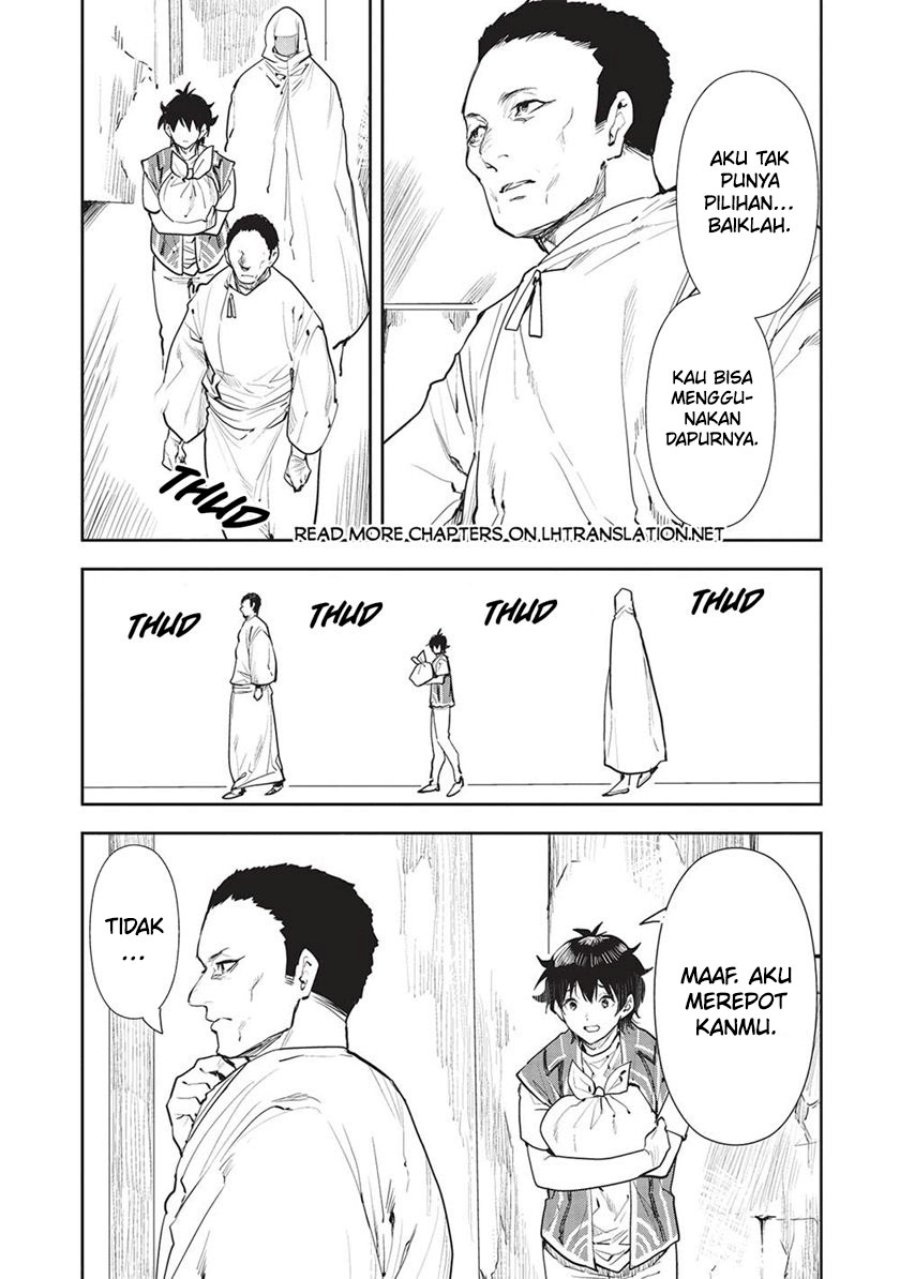 AKU TAK
PUNYA
PILIHAN...
BAIKLAH.
KAU BISA
MENGGU-
NAKAN
DAPURNYA.
THUD
READ MORE CHAPTERS ON LHTRANSLATION.NET
THUD
THUD
THUD
THUD
MAAF. AKU
MEREPOT
KANMU.
TIDAK
...